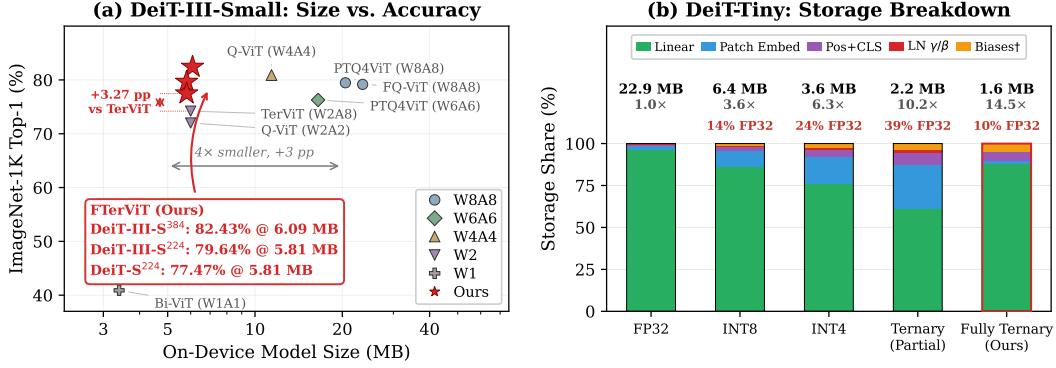 (a) DeiT-III-Small: Size vs. Accuracy
ImageNet-1K Top-1 (%)
80
70
60
50
40
Q-ViT (W4A4)
PTQ4ViT (W8A8)
FQ-ViT (W8A8)
PTQ4ViT (W6A6)
+3.27 pp
vs TerViT
TerViT (W2A8)
Q-ViT (W2A2)
4× smaller, +3 pp
FTerViT (Ours)
DeiT-III-S³⁸⁴: 82.43% @ 6.09 MB
DeiT-III-S²²⁴: 79.64% @ 5.81 MB
DeiT-S²²⁴: 77.47% @ 5.81 MB
Bi-ViT (W1A1)
W8A8
W6A6
W4A4
W2
W1
Ours
3 5 10 20 40
On-Device Model Size (MB)
(b) DeiT-Tiny: Storage Breakdown
Linear Patch Embed Pos+CLS LN γ/β Biases†
22.9 MB 6.4 MB 3.6 MB 2.2 MB 1.6 MB
1.0× 3.6× 6.3× 10.2× 14.5×
14% FP32 24% FP32 39% FP32 10% FP32
Storage Share (%)
100
75
50
25
0
FP32 INT8 INT4 Ternary Fully Ternary
(Partial) (Ours)